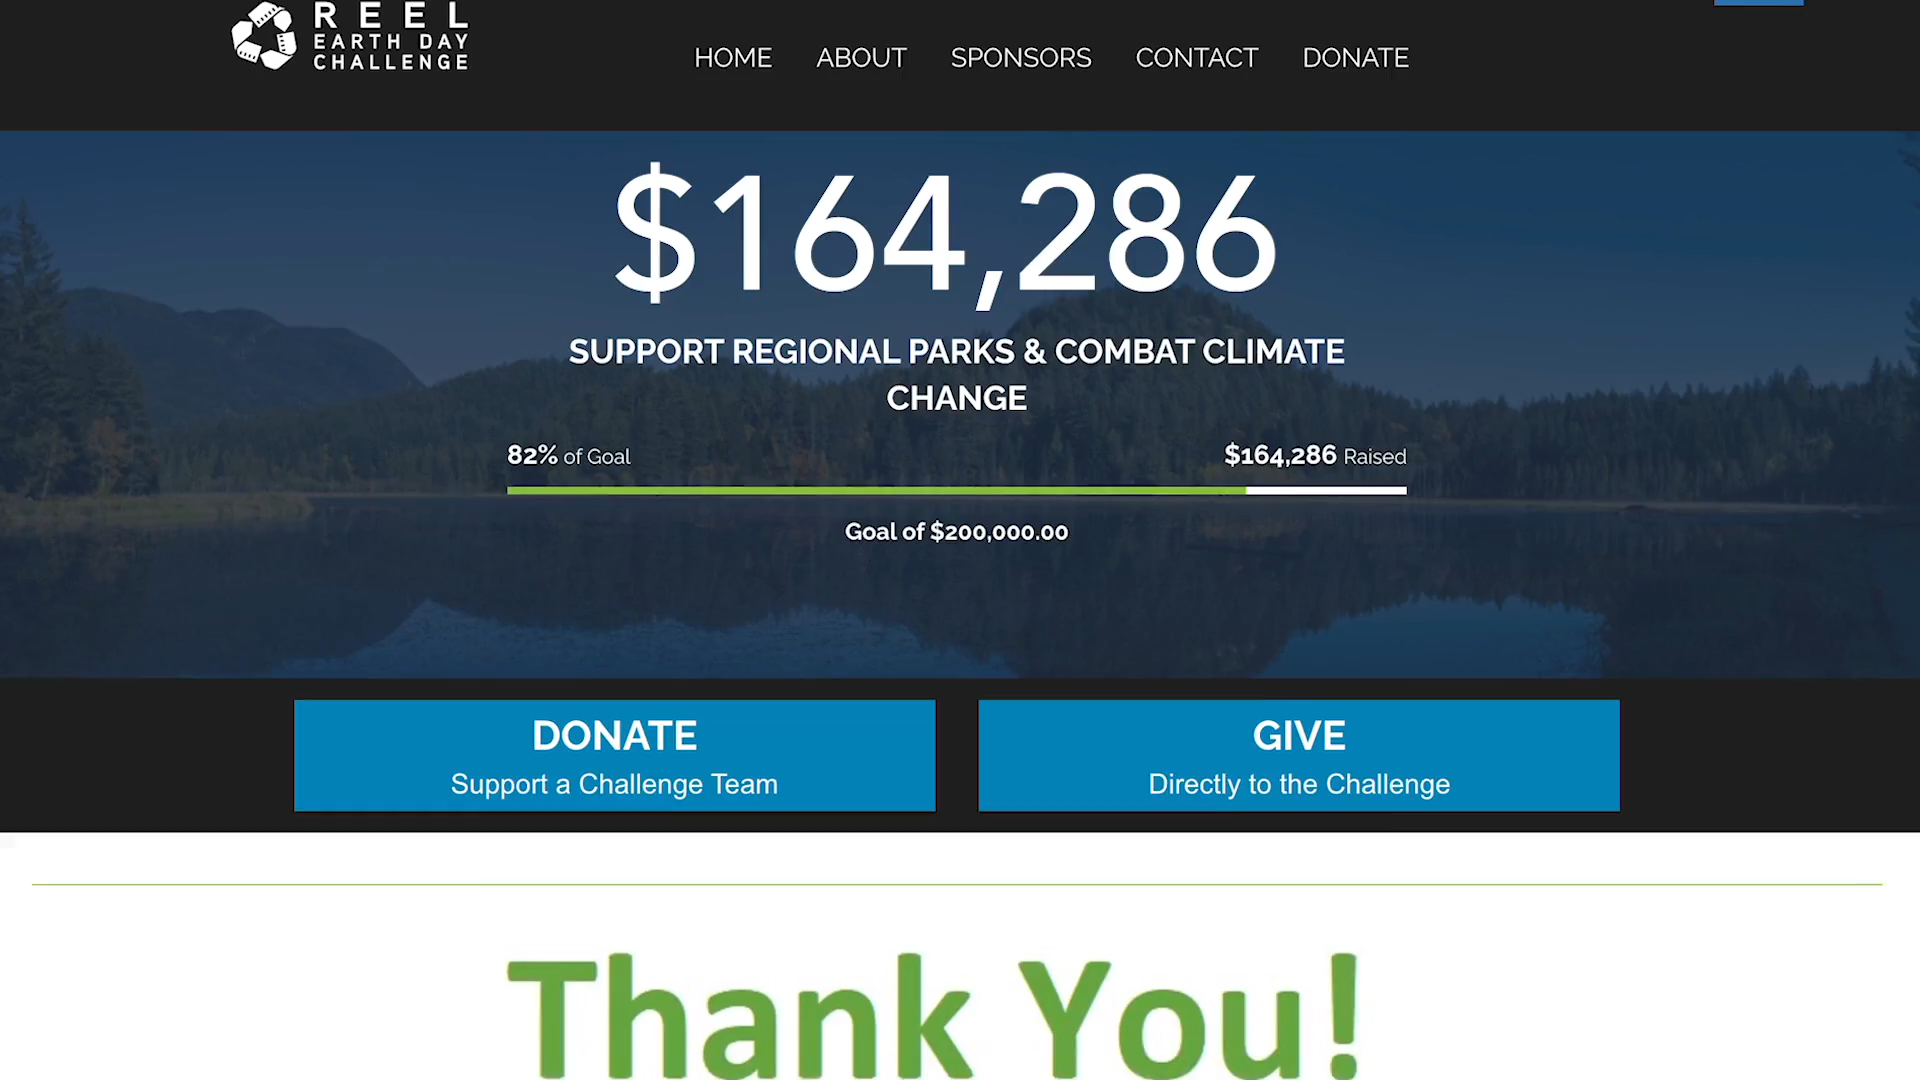 REEL
EARTH DAY
CHALLENGE
HOME ABOUT SPONSORS CONTACT DONATE
$164,286
SUPPORT REGIONAL PARKS & COMBAT CLIMATE
CHANGE
82% of Goal $164,286 Raised
Goal of $200,000.00
DONATE
Support a Challenge Team
GIVE
Directly to the Challenge
Thank You!